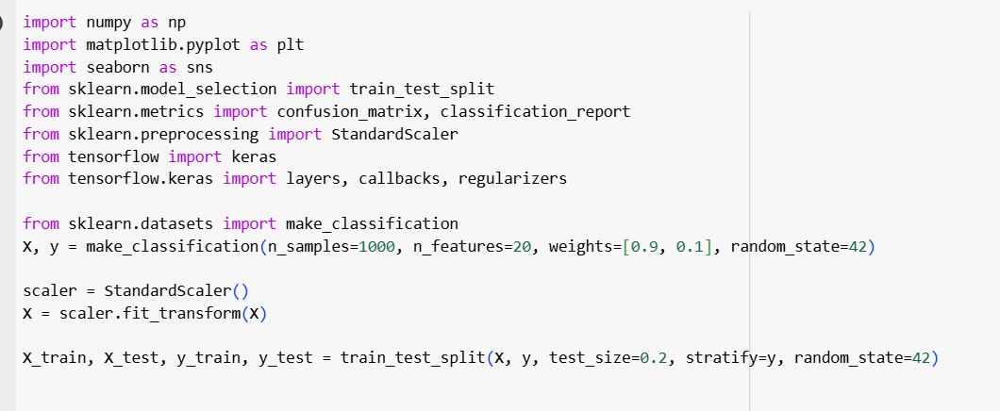 import numpy as np
import matplotlib.pyplot as plt
import seaborn as sns
from sklearn.model_selection import train_test_split
from sklearn.metrics import confusion_matrix, classification_report
from sklearn.preprocessing import StandardScaler
from tensorflow import keras
from tensorflow.keras import layers, callbacks, regularizers
from sklearn.datasets import make_classification
X, y = make_classification(n_samples=1000, n_features=20, weights=[0.9, 0.1], random_state=42)
scaler = StandardScaler()
X = scaler.fit_transform(X)
X_train, X_test, y_train, y_test = train_test_split(X, y, test_size=0.2, stratify=y, random_state=42)